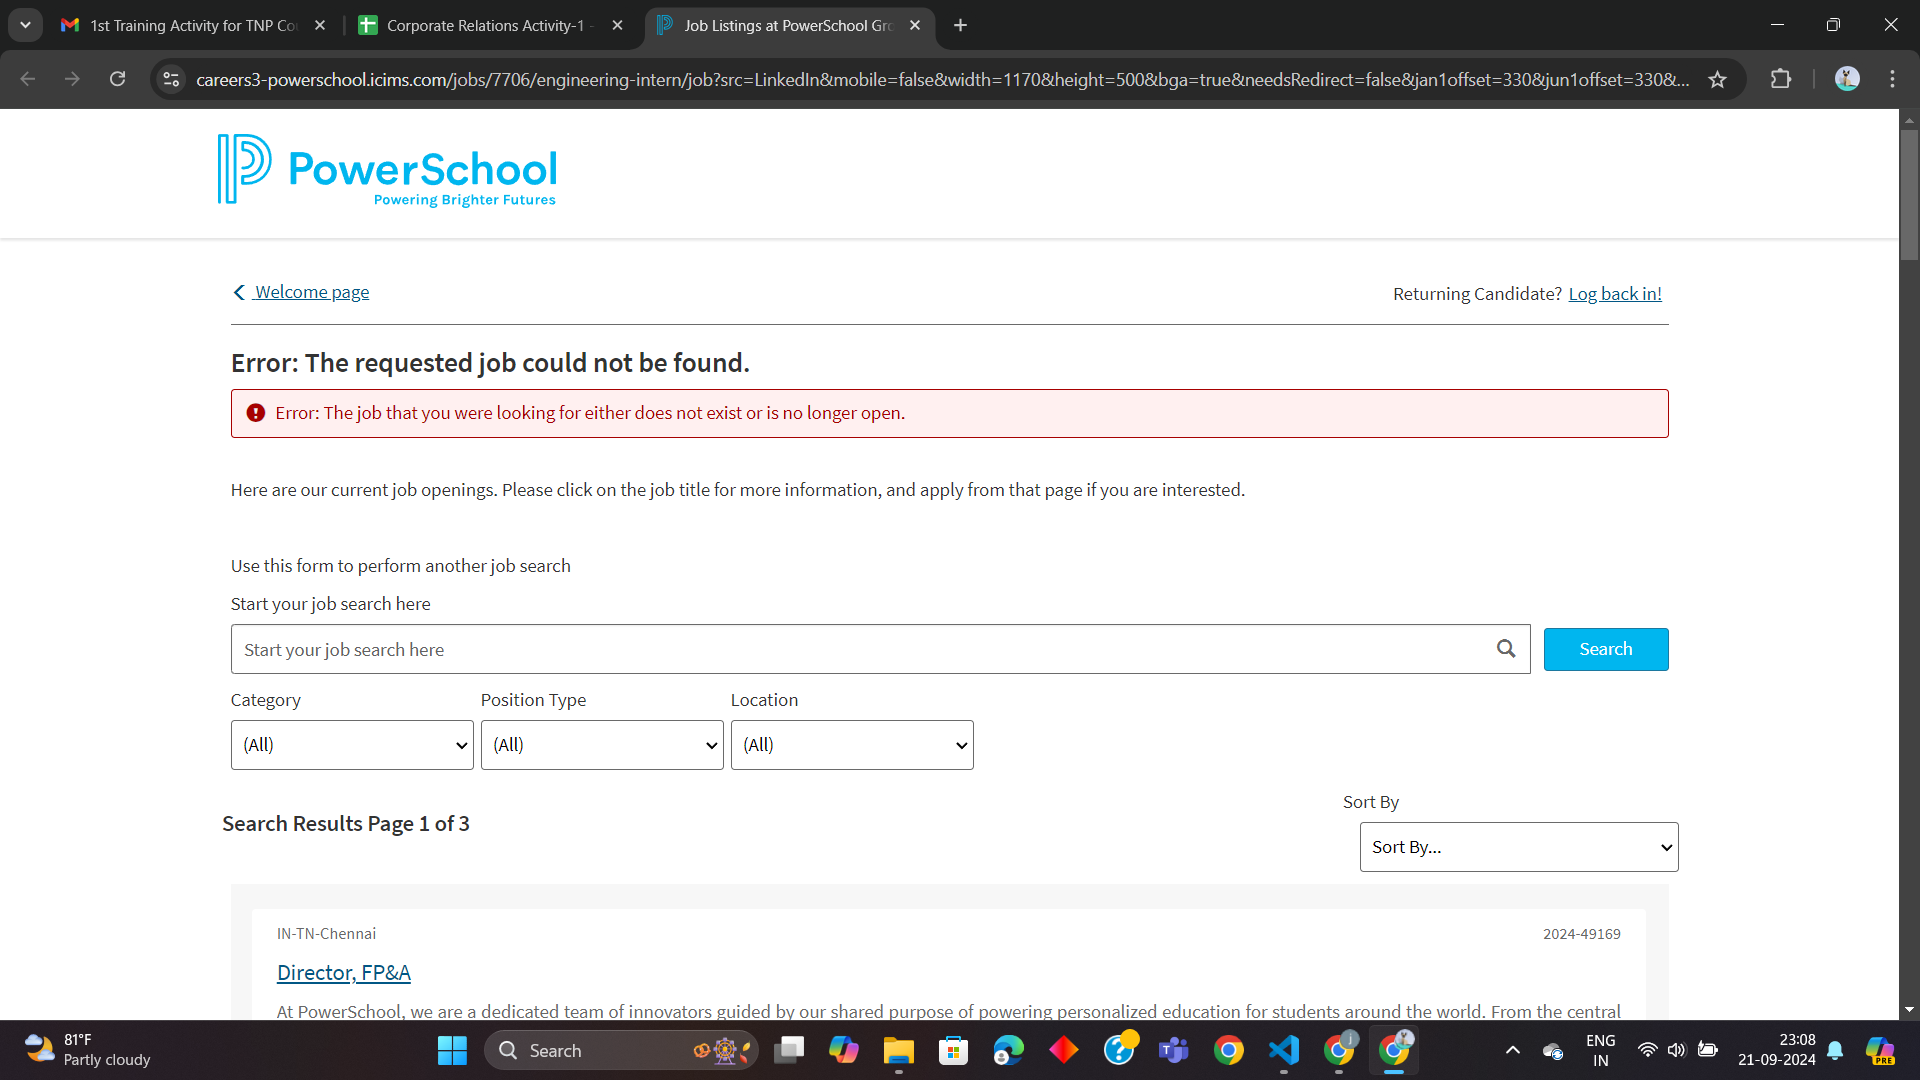 1st Training Activity for TNP Co
Corporate Relations Activity-1 -
Job Listings at PowerSchool Gro
careers3-powerschool.icims.com/jobs/7706/engineering-intern/job?src=LinkedIn&mobile=false&width=1170&height=500&bga=true&needsRedirect=false&jan1offset=330&jun1offset=330&...
PowerSchool
Powering Brighter Futures
Welcome page
Returning Candidate? Log back in!
Error: The requested job could not be found.
Error: The job that you were looking for either does not exist or is no longer open.
Here are our current job openings. Please click on the job title for more information, and apply from that page if you are interested.
Use this form to perform another job search
Start your job search here
Start your job search here
Search
Category
Position Type
Location
(All)
(All)
(All)
Sort By
Search Results Page 1 of 3
Sort By...
IN-TN-Chennai
2024-49169
Director, FP&A
At PowerSchool, we are a dedicated team of innovators guided by our shared purpose of powering personalized education for students around the world. From the central
81°F
Partly cloudy
Search
j
ENG
IN
23:08
21-09-2024
PRE